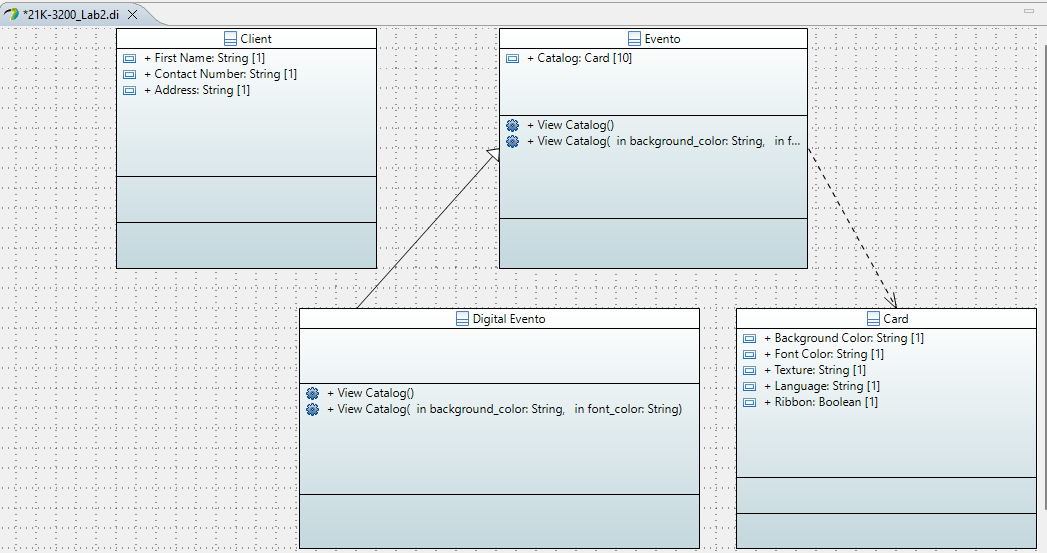 *21K-3200_Lab2.di
Client
+ First Name: String [1]
+ Contact Number: String [1]
+ Address: String [1]
Evento
+ Catalog: Card [10]
+ View Catalog()
+ View Catalog( in background_color: String, in f...
Digital Evento
+ View Catalog()
+ View Catalog( in background_color: String, in font_color: String)
Card
+ Background Color: String [1]
+ Font Color: String [1]
+ Texture: String [1]
+ Language: String [1]
+ Ribbon: Boolean [1]